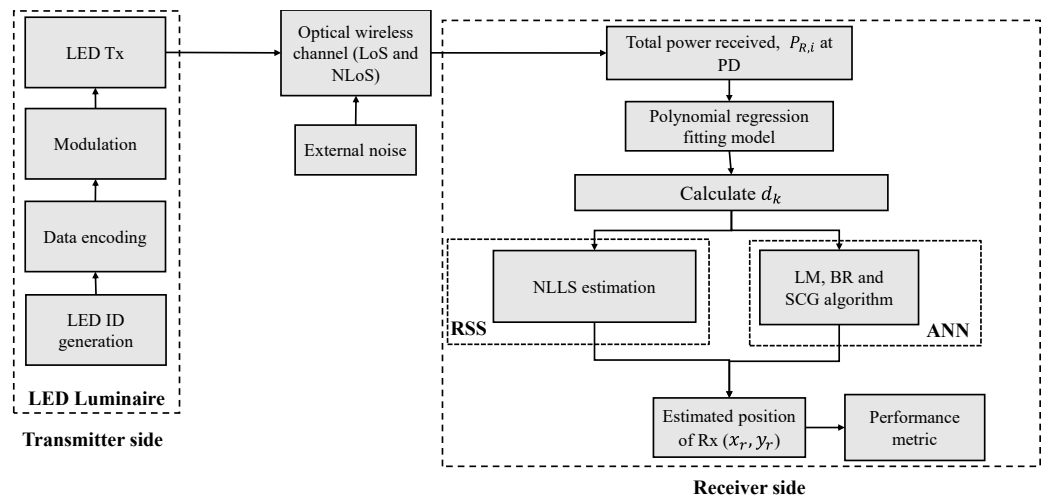 LED Tx
Modulation
Data encoding
LED ID
generation
LED Luminaire
Transmitter side
Optical wireless
channel (LoS and
NLoS)
External noise
Total power received, P_{R,i} at
PD
Polynomial regression
fitting model
Calculate d_k
NLLS estimation
RSS
LM, BR and
SCG algorithm
ANN
Estimated position
of Rx (x_r, y_r)
Performance
metric
Receiver side